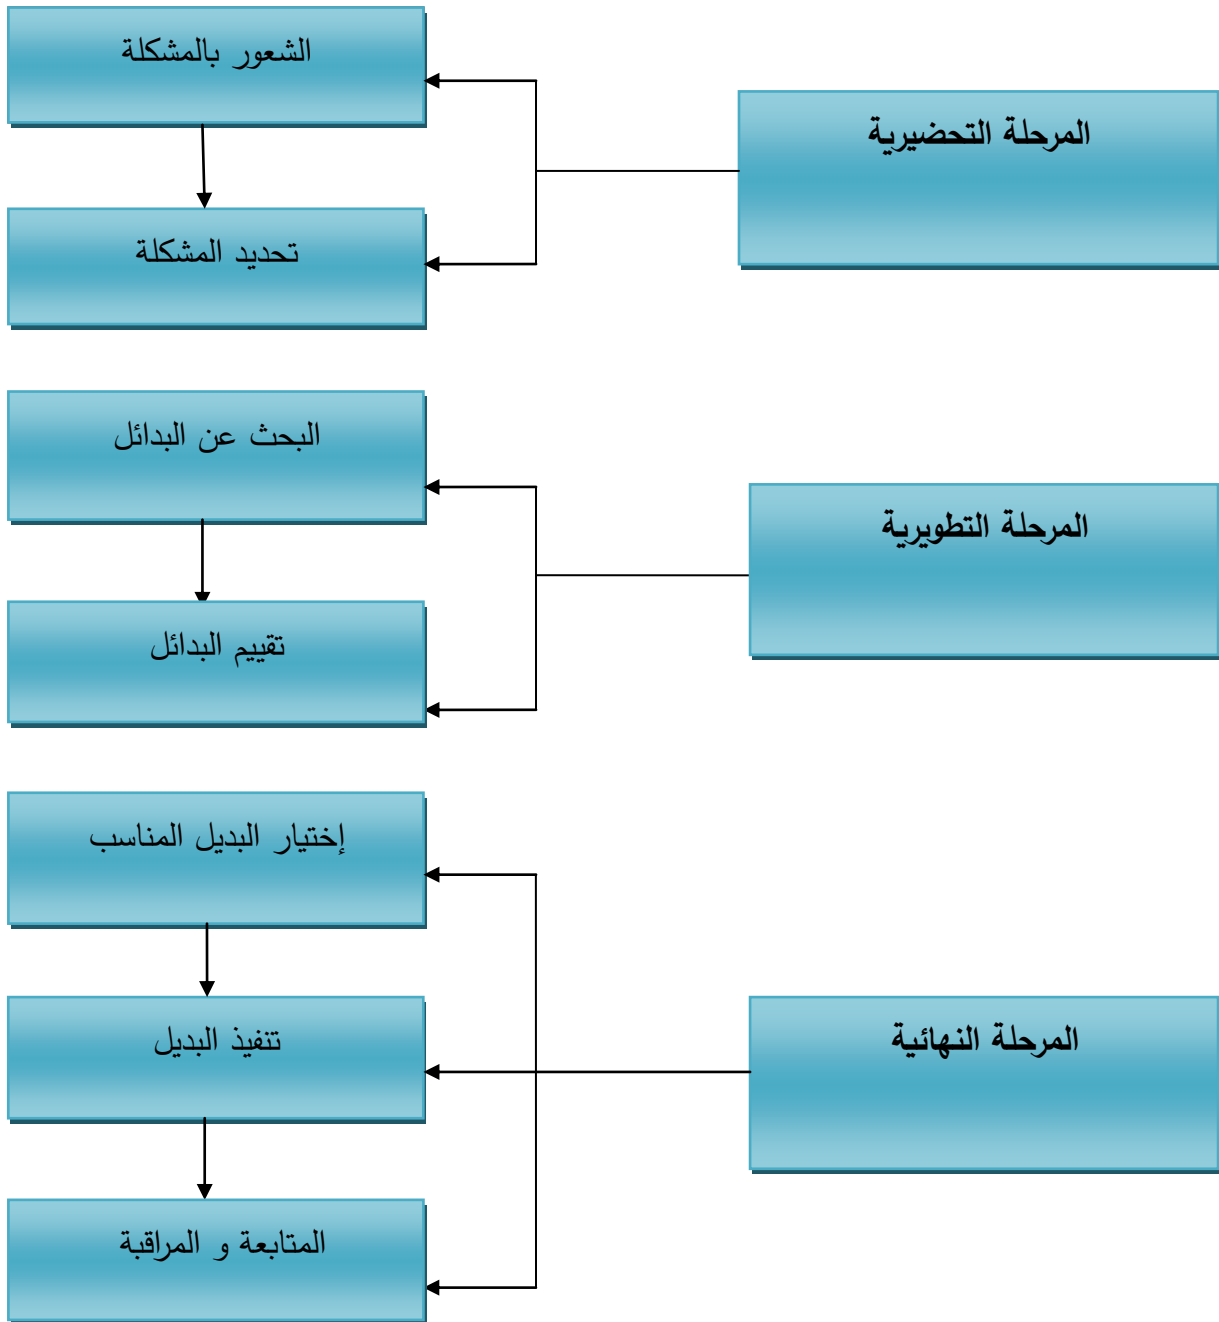 المرحلة التحضيرية
الشعور بالمشكلة
تحديد المشكلة
المرحلة التطويرية
البحث عن البدائل
تقييم البدائل
المرحلة النهائية
إختيار البديل المناسب
تنفيذ البديل
المتابعة و المراقبة